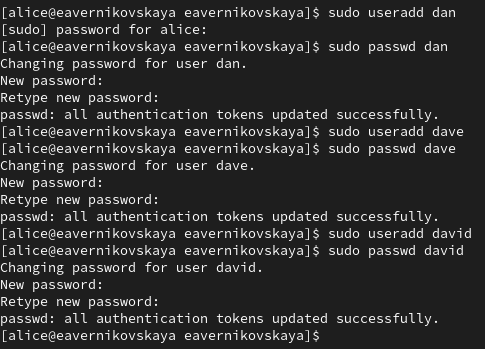 [alice@eavernikovskaya eavernikovskaya]$ sudo useradd dan
[sudo] password for alice:
[alice@eavernikovskaya eavernikovskaya]$ sudo passwd dan
Changing password for user dan.
New password:
Retype new password:
passwd: all authentication tokens updated successfully.
[alice@eavernikovskaya eavernikovskaya]$ sudo useradd dave
[alice@eavernikovskaya eavernikovskaya]$ sudo passwd dave
Changing password for user dave.
New password:
Retype new password:
passwd: all authentication tokens updated successfully.
[alice@eavernikovskaya eavernikovskaya]$ sudo useradd david
[alice@eavernikovskaya eavernikovskaya]$ sudo passwd david
Changing password for user david.
New password:
Retype new password:
passwd: all authentication tokens updated successfully.
[alice@eavernikovskaya eavernikovskaya]$